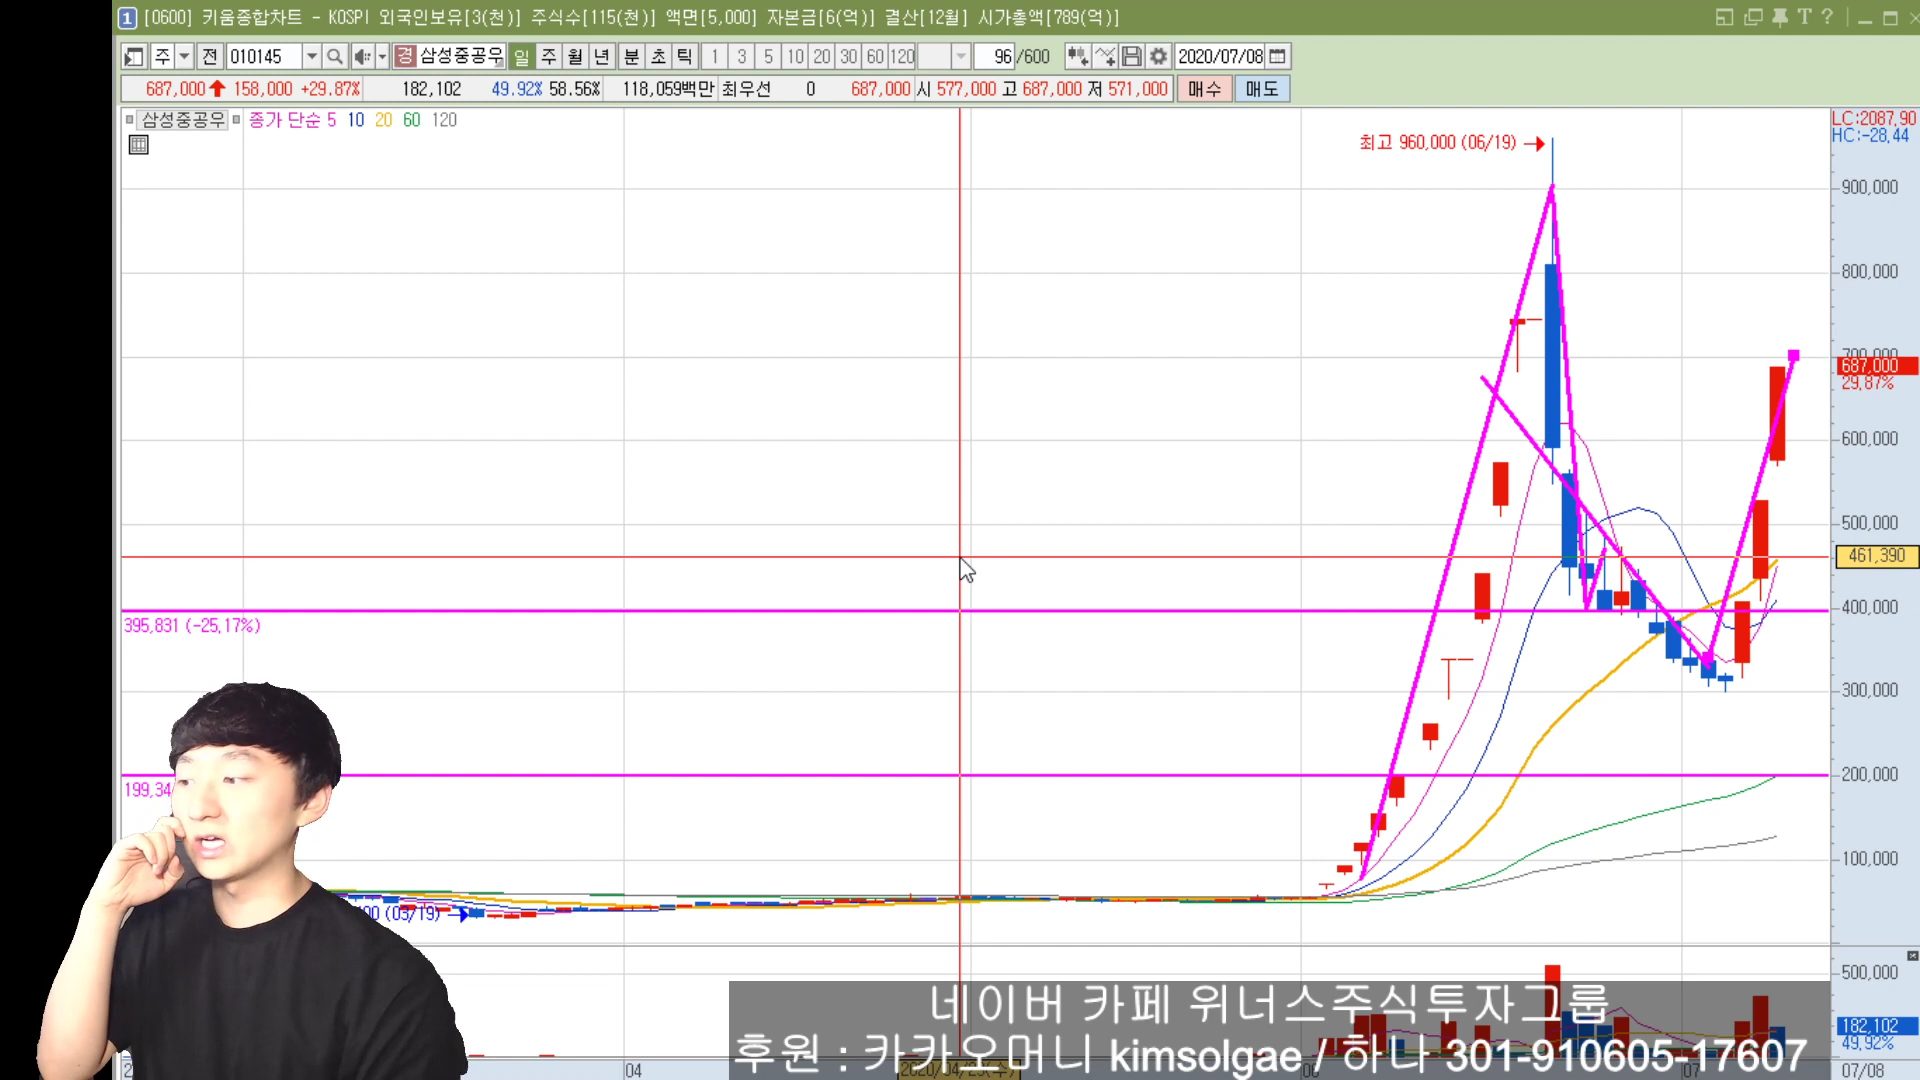 1 [0600] 키움종합차트 - KOSPI 외국인보유[3(천)] 주식수[115(천)] 액면[5,000] 자본금[6(억)] 결산[12월] 시가총액[789(억)]
주 전 010145 경 삼성중공우 일 주 월 년 분 초 틱 1 3 5 10 20 30 60 120 96 /600 2020/07/08
687,000 158,000 +29.87% 182,102 49.92% 58.56% 118,059백만 최우선 0 687,000 시 577,000 고 687,000 저 571,000 매수 매도
삼성중공우 종가 단순 5 10 20 60 120
LC:2087.90
HC:-28.44
최고 960,000 (06/19)
900,000
800,000
700,000
687,000
29.87%
600,000
500,000
461,390
400,000
395,831 (-25.17%)
300,000
200,000
199,34
100,000
(03/19)
500,000
182,102
49.92%
네이버 카페 위너스주식투자그룹
후원 : 카카오머니 kimsolgae / 하나 301-910605-17607
04
07
07/08